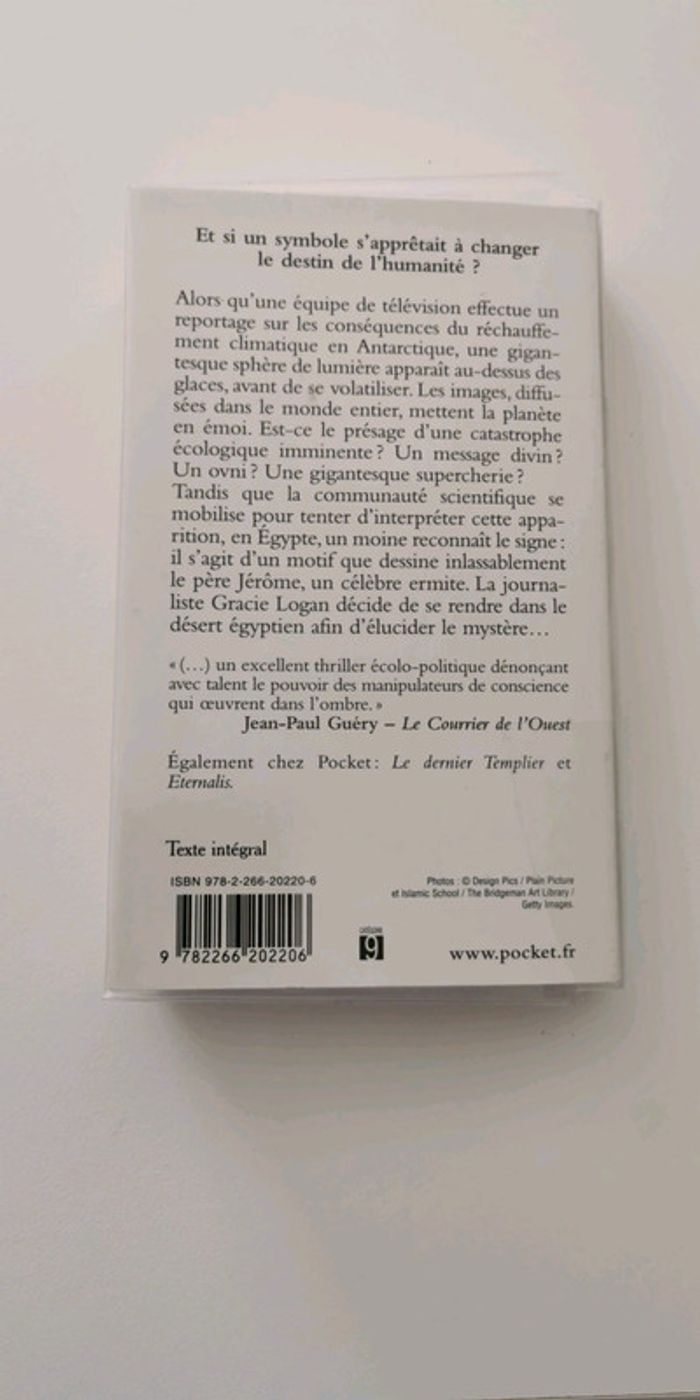 Et si un symbole s'apprêtait à changer
le destin de l'humanité ?
Alors qu'une équipe de télévision effectue un
reportage sur les conséquences du réchauffe-
ment climatique en Antarctique, une gigan-
tesque sphère de lumière apparaît au-dessus des
glaces, avant de se volatiliser. Les images, diffu-
sées dans le monde entier, mettent la planète
en émoi. Est-ce le présage d'une catastrophe
écologique imminente ? Un message divin ?
Un ovni ? Une gigantesque supercherie ?
Tandis que la communauté scientifique se
mobilise pour tenter d'interpréter cette appa-
rition, en Égypte, un moine reconnaît le signe :
il s'agit d'un motif que dessine inlassablement
le père Jérôme, un célèbre ermite. La journa-
liste Gracie Logan décide de se rendre dans le
désert égyptien afin d'élucider le mystère...
« (...) un excellent thriller écolo-politique dénonçant
avec talent le pouvoir des manipulateurs de conscience
qui œuvrent dans l'ombre. »
Jean-Paul Guéry – Le Courrier de l'Ouest
Également chez Pocket : Le dernier Templier et
Eternalis.
Texte intégral
ISBN 978-2-266-20220-6
9 782266 202206
Photos : © Design Pics / Plain Picture
et Islamic School / The Bridgeman Art Library /
Getty Images.
catégorie
9
www.pocket.fr